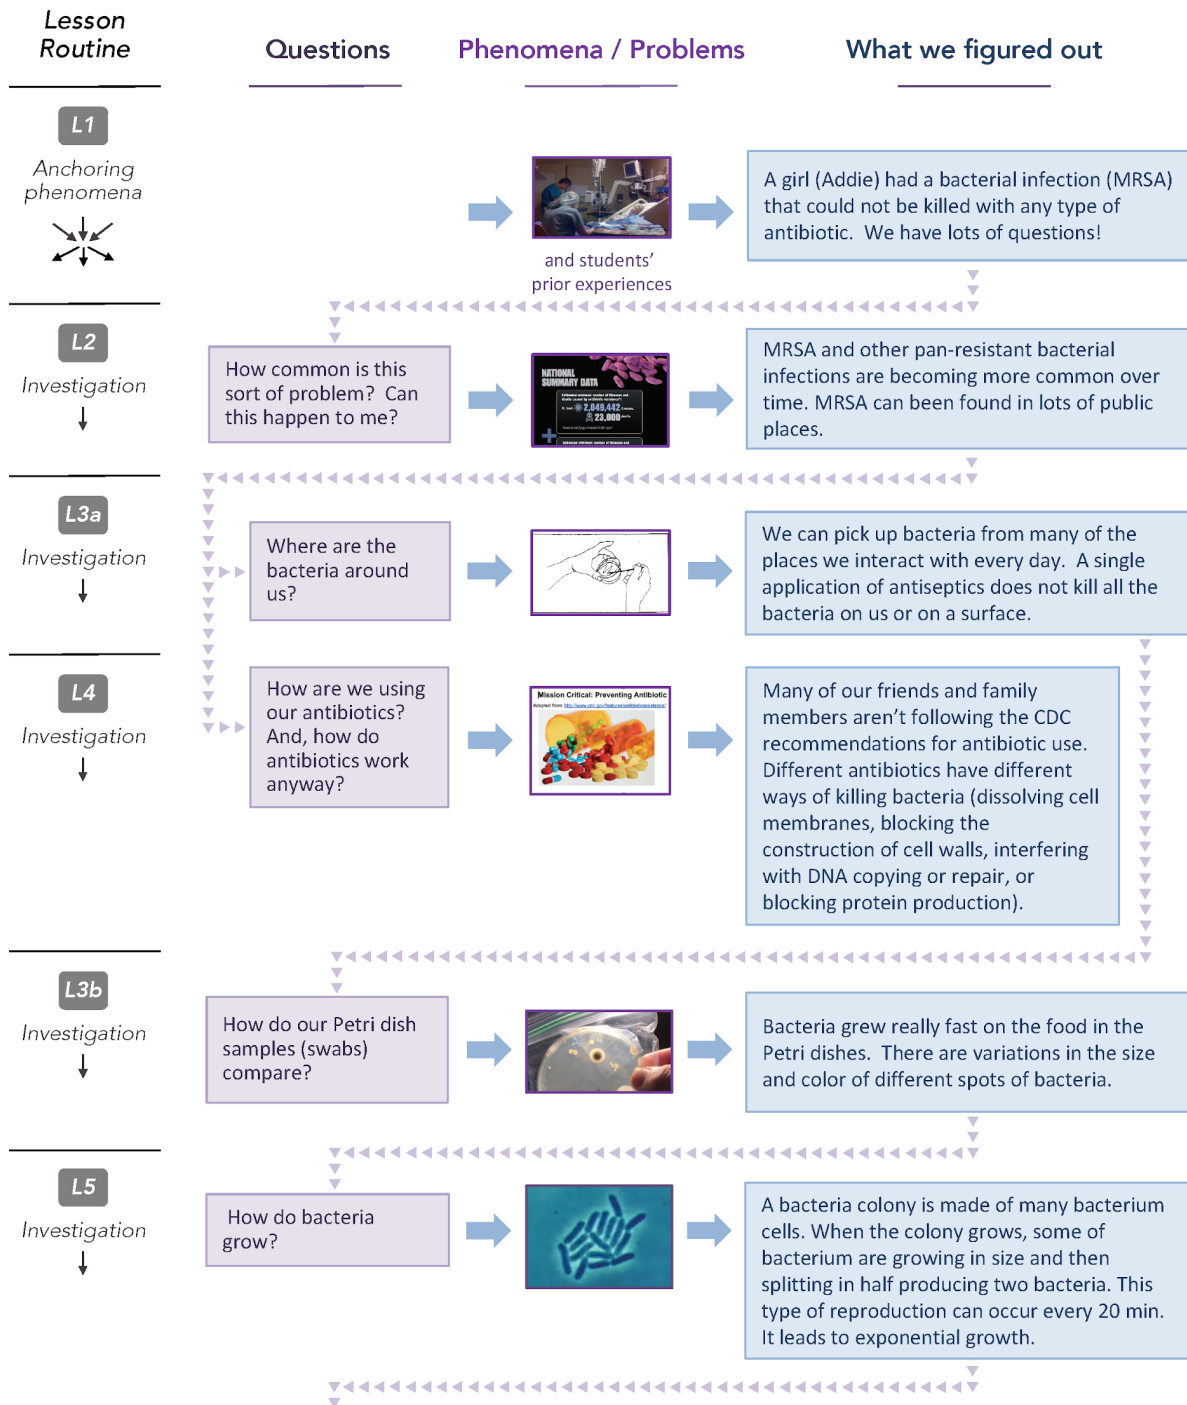 Lesson
Routine
Questions
Phenomena / Problems
What we figured out
L1
Anchoring
phenomena
and students'
prior experiences
A girl (Addie) had a bacterial infection (MRSA)
that could not be killed with any type of
antibiotic.  We have lots of questions!
L2
Investigation
How common is this
sort of problem?  Can
this happen to me?
NATIONAL
SUMMARY DATA
2,049,442
23,000
MRSA and other pan-resistant bacterial
infections are becoming more common over
time. MRSA can been found in lots of public
places.
L3a
Investigation
Where are the
bacteria around
us?
We can pick up bacteria from many of the
places we interact with every day.  A single
application of antiseptics does not kill all the
bacteria on us or on a surface.
L4
Investigation
How are we using
our antibiotics?
And, how do
antibiotics work
anyway?
Mission Critical: Preventing Antibiotic
Adapted from: http://www.cdc.gov/features/antibioticresistance/
Many of our friends and family
members aren't following the CDC
recommendations for antibiotic use.
Different antibiotics have different
ways of killing bacteria (dissolving cell
membranes, blocking the
construction of cell walls, interfering
with DNA copying or repair, or
blocking protein production).
L3b
Investigation
How do our Petri dish
samples (swabs)
compare?
Bacteria grew really fast on the food in the
Petri dishes.  There are variations in the size
and color of different spots of bacteria.
L5
Investigation
How do bacteria
grow?
A bacteria colony is made of many bacterium
cells. When the colony grows, some of
bacterium are growing in size and then
splitting in half producing two bacteria. This
type of reproduction can occur every 20 min.
It leads to exponential growth.